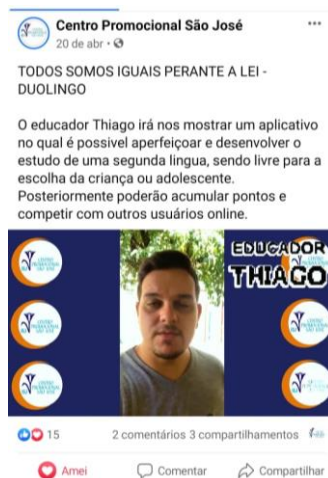 Centro Promocional São José
20 de abr
TODOS SOMOS IGUAIS PERANTE A LEI -
DUOLINGO
O educador Thiago irá nos mostrar um aplicativo
no qual é possivel aperfeiçoar e desenvolver o
estudo de uma segunda lingua, sendo livre para a
escolha da criança ou adolescente.
Posteriormente poderão acumular pontos e
competir com outros usuários online.
EDUCADOR
THIAGO
15
2 comentários 3 compartilhamentos
Amei
Comentar
Compartilhar